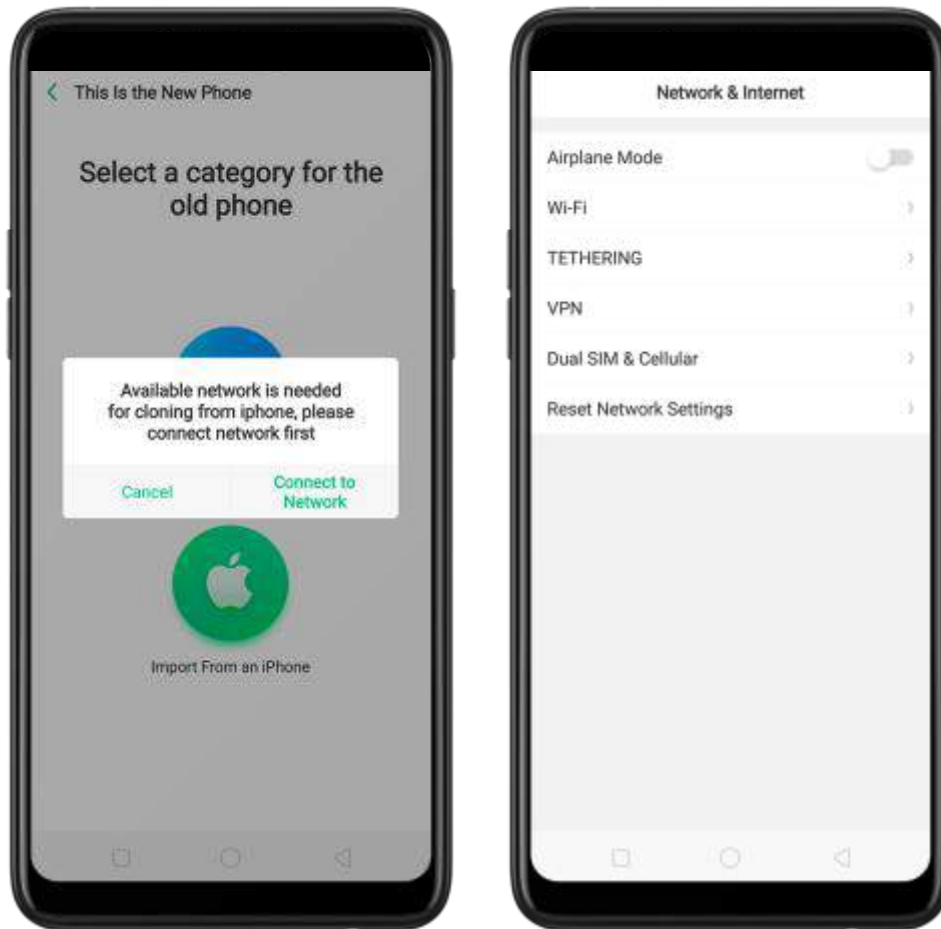 This Is the New Phone
Select a category for the
old phone
Available network is needed
for cloning from iphone, please
connect network first
Cancel
Connect to
Network
Import From an iPhone
Network & Internet
Airplane Mode
Wi-Fi
TETHERING
VPN
Dual SIM & Cellular
Reset Network Settings